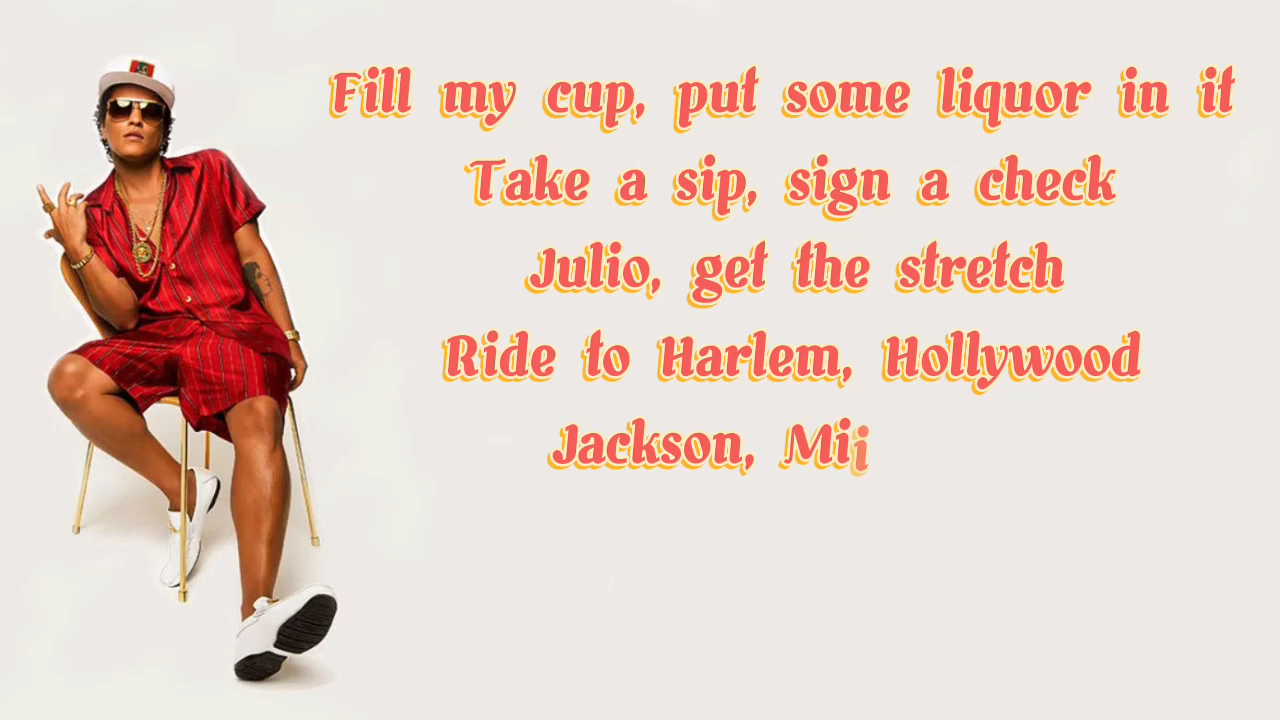 Fill my cup, put some liquor in it
Take a sip, sign a check
Julio, get the stretch
Ride to Harlem, Hollywood
Jackson, Mii